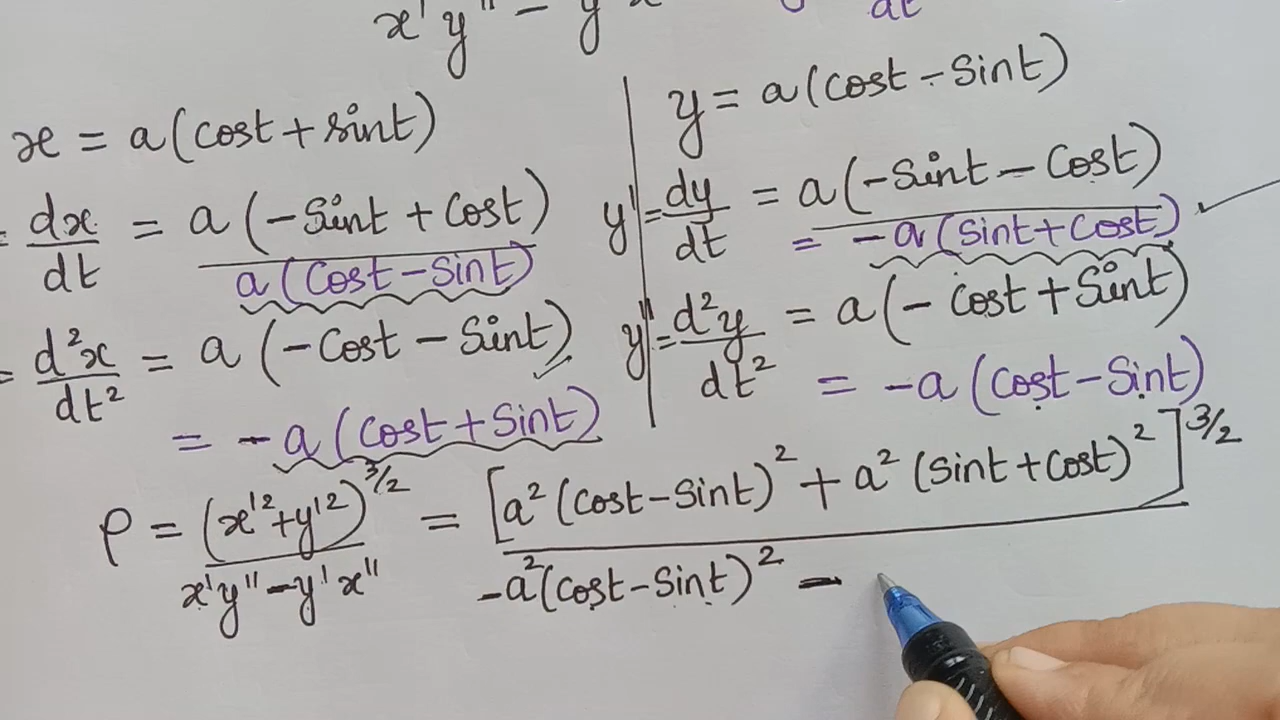 x'y" - y
dt
x = a(cost + sint)
= dx/dt = a(-Sint + Cost)
a(Cost - Sint)
= d²x/dt² = a(-Cost - Sint)
= -a(Cost + Sint)
y = a(Cost - Sint)
y' = dy/dt = a(-Sint - Cost)
= -a(Sint + Cost)
y" = d²y/dt² = a(-Cost + Sint)
= -a(Cost - Sint)
ρ = (x'² + y'²)^3/2 / x'y" - y'x" = [a²(Cost - Sint)² + a²(Sint + Cost)²]^3/2 / -a²(Cost - Sint)² -